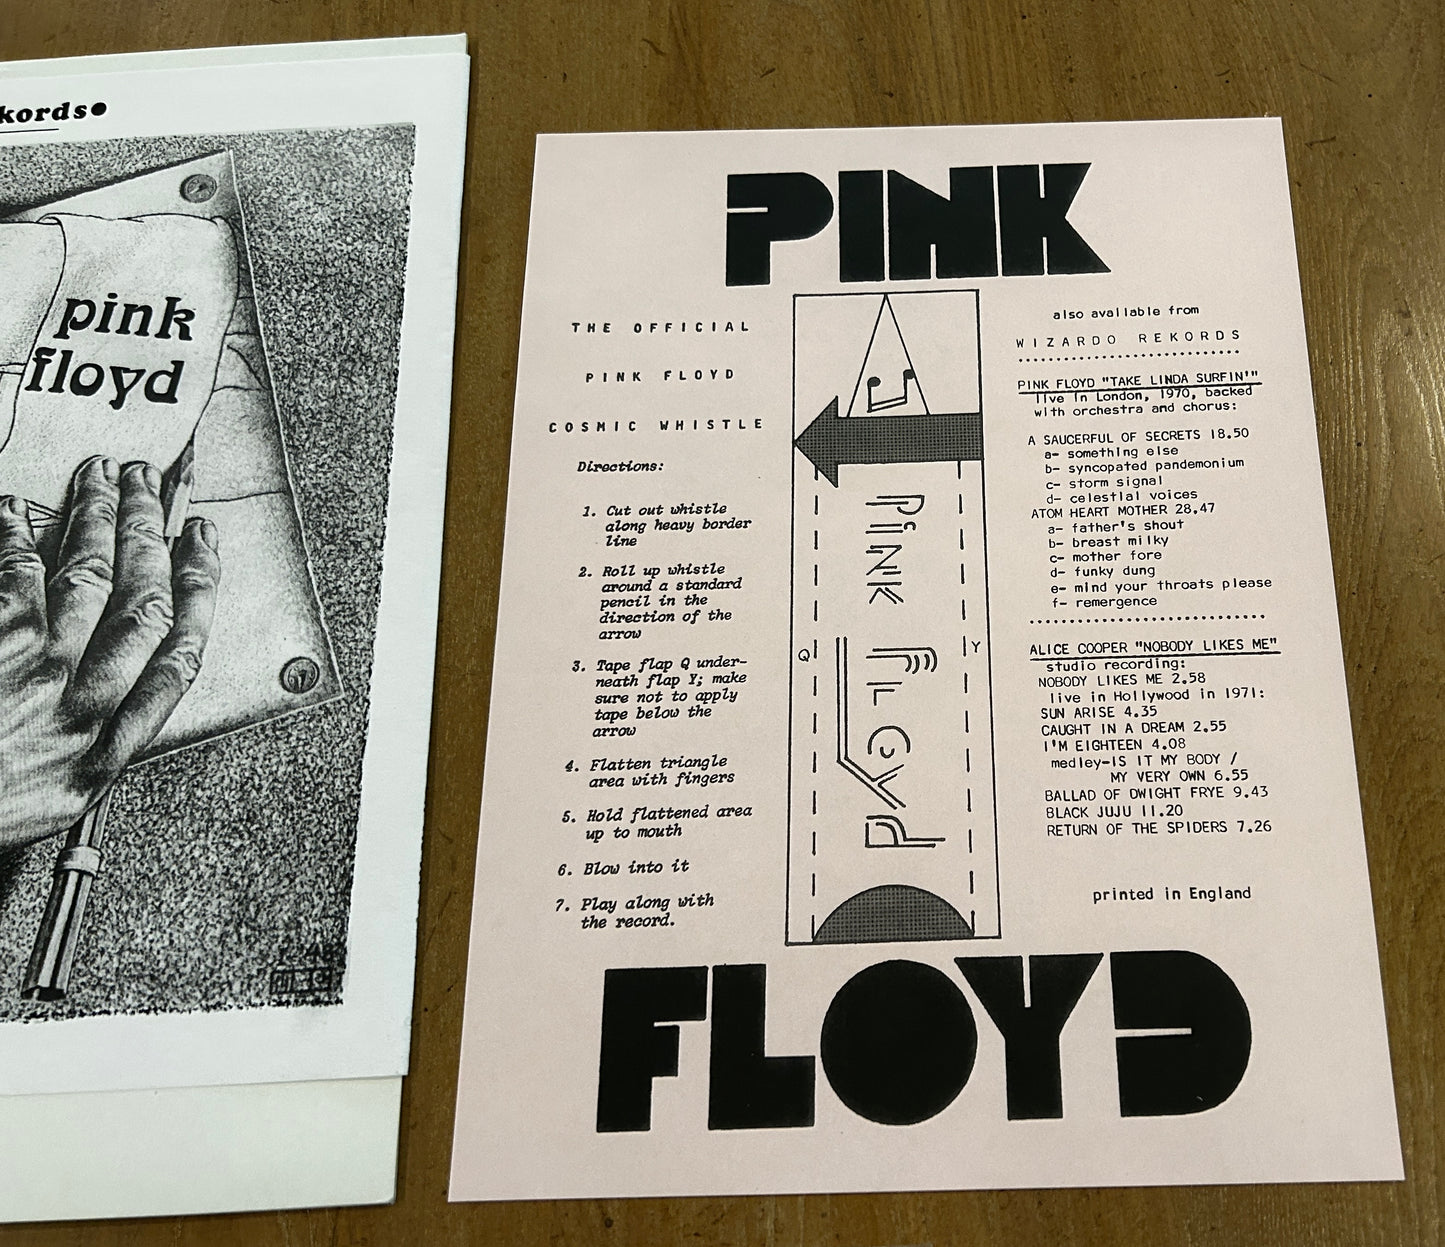 kords●
pink
floyd
PINK
THE OFFICIAL
PINK FLOYD
COSMIC WHISTLE
Directions:
1. Cut out whistle
along heavy border
line
2. Roll up whistle
around a standard
pencil in the
direction of the
arrow
3. Tape flap Q under-
neath flap Y; make
sure not to apply
tape below the
arrow
4. Flatten triangle
area with fingers
5. Hold flattened area
up to mouth
6. Blow into it
7. Play along with
the record.
PINK FLOYD
Q
Y
also available from
WIZARDO REKORDS
PINK FLOYD "TAKE LINDA SURFIN'"
live in London, 1970, backed
with orchestra and chorus:
A SAUCERFUL OF SECRETS 18.50
a- something else
b- syncopated pandemonium
c- storm signal
d- celestial voices
ATOM HEART MOTHER 28.47
a- father's shout
b- breast milky
c- mother fore
d- funky dung
e- mind your throats please
f- remergence
ALICE COOPER "NOBODY LIKES ME"
studio recording:
NOBODY LIKES ME 2.58
live in Hollywood in 1971:
SUN ARISE 4.35
CAUGHT IN A DREAM 2.55
I'M EIGHTEEN 4.08
medley-IS IT MY BODY /
MY VERY OWN 6.55
BALLAD OF DWIGHT FRYE 9.43
BLACK JUJU 11.20
RETURN OF THE SPIDERS 7.26
printed in England
FLOYD